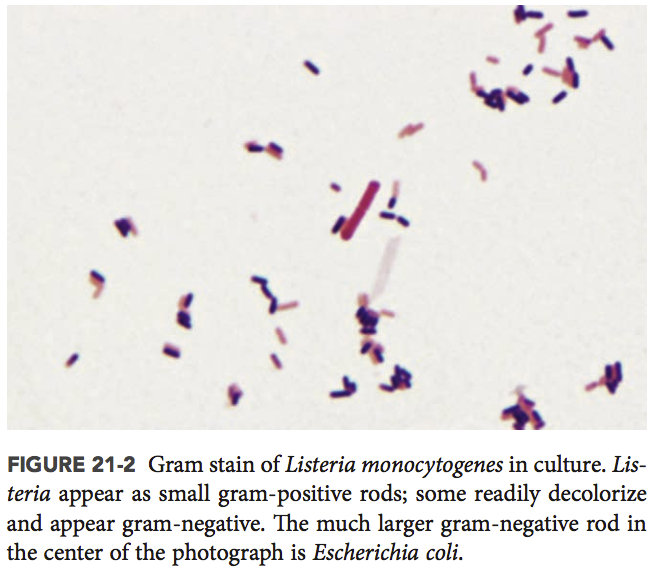 FIGURE 21-2 Gram stain of Listeria monocytogenes in culture. Lis-
teria appear as small gram-positive rods; some readily decolorize
and appear gram-negative. The much larger gram-negative rod in
the center of the photograph is Escherichia coli.